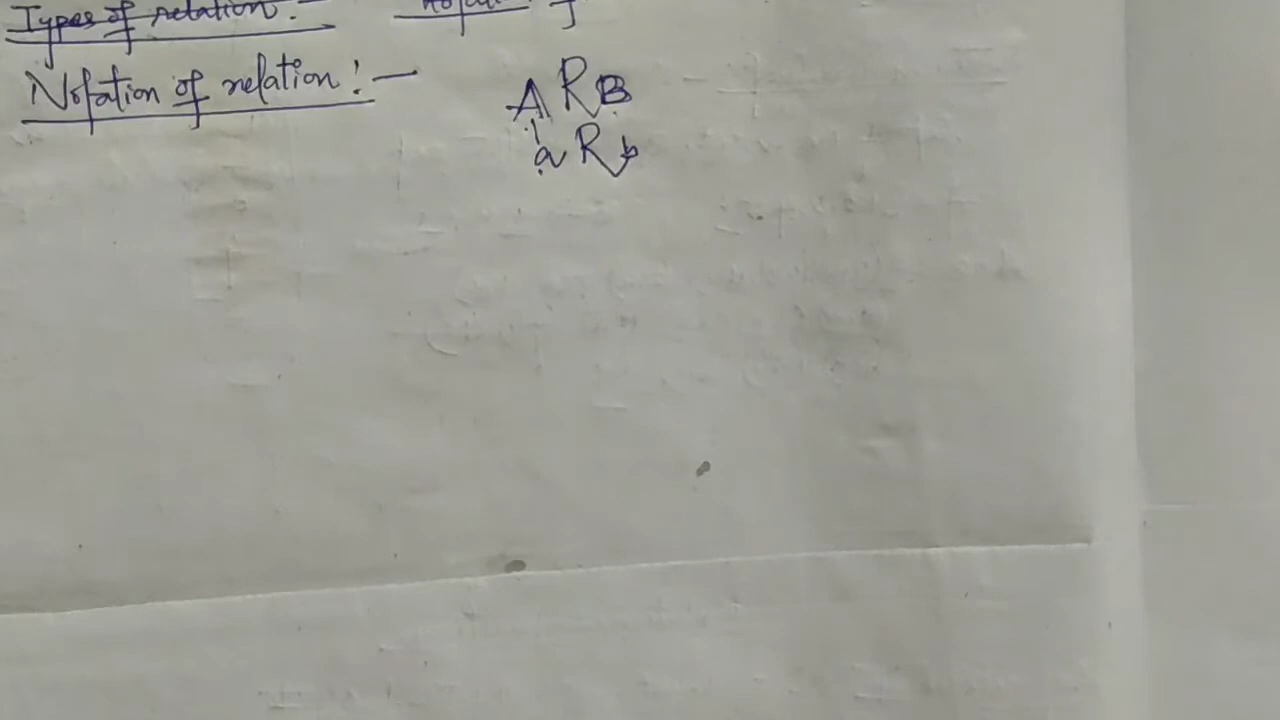 Types of relation:-
Notation of relation:- A R B
a R b